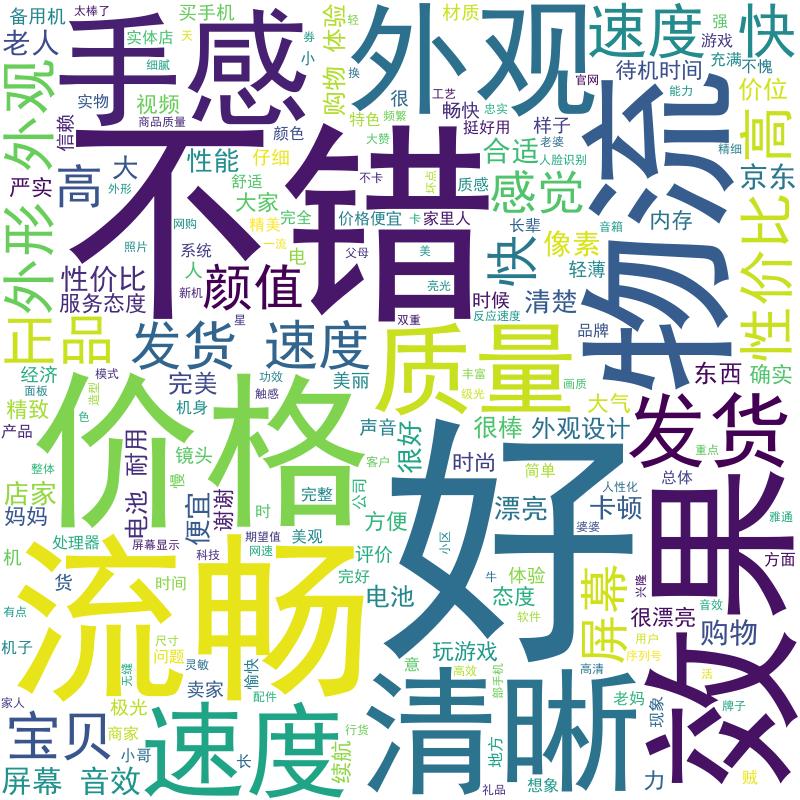 备用机
太棒了
买手机
券
体验
轻
外观
材质
速度
强
快
老人
实体店
天
手感
小
游戏
充满
不愧
细腻
视频
实物
商品质量
购物
很
换
工艺
官网
待机时间
能力
价位
信赖
颜色
特色
频繁
忠实
畅快
挺好用
样子
物流
高
外观
不错
大赞
老婆
合适
人脸识别
精细
严实
高
大
性能
仔细
不卡
坏点
质感
感觉
京东
外形
舒适
大家
完全
价格便宜
卡
家里人
长辈
音箱
内存
网购
精美
一流
父母
美
快
像素
外形
照片
系统
电
人
亮光
轻薄
性价比
性价比
颜值
新机
时候
清楚
服务态度
星
双重
反应速度
品牌
正品
发货
速度
质量
经济
模式
完美
功效
美丽
丰富
画质
东西
确实
面板
造型
触感
级光
大气
精致
色
机身
价格
声音
很好
很棒
外观设计
发货
产品
电池
耐用
镜头
好
整体
慢
客户
时尚
简单
重点
店家
便宜
谢谢
完整
公司
漂亮
卡顿
人性化
总体
妈妈
时
方便
小区
婆婆
雅通
处理器
期望值
美观
效果
机
屏幕显示
科技
网速
评价
方面
流畅
货
时间
完好
电池
牛
体验
态度
屏幕
兴隆
有点
软件
很漂亮
音效
购物
机子
尺寸
问题
灵敏
愉快
玩游戏
用户
序列号
无缝
卖家
意
高效
清晰
部手机
高清
老妈
现象
活
家人
极光
配件
牌子
宝贝
速度
商家
小哥
续航
行货
地方
屏幕
音效
长
礼品
想象
力
贼